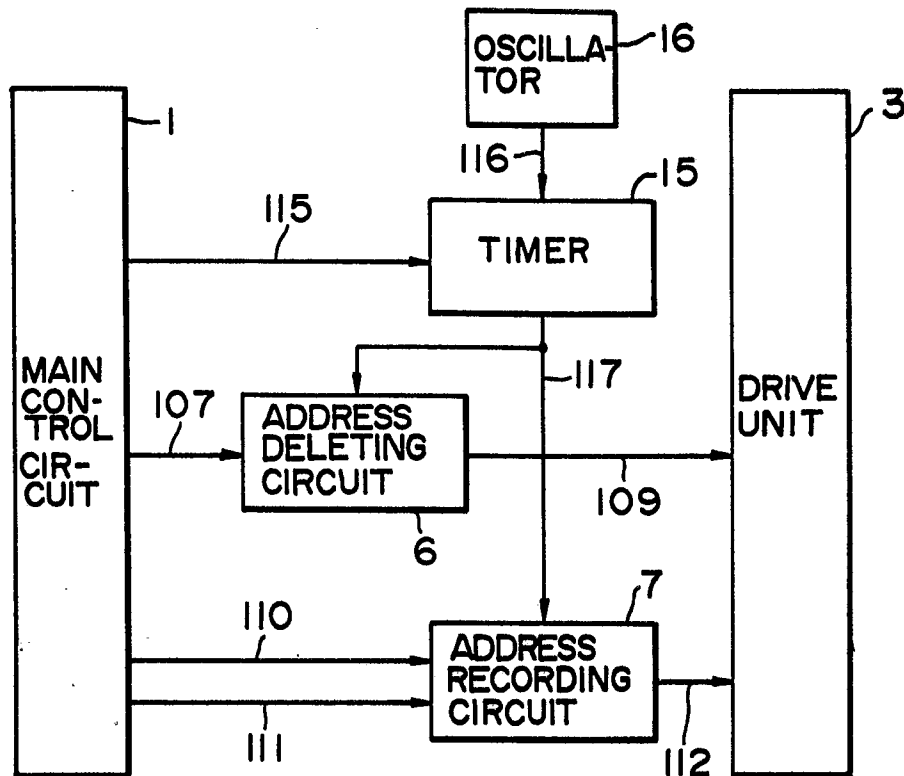 OSCILLA
TOR
16
1
3
116
15
115
TIMER
117
MAIN
CON-
TROL
CIR-
CUIT
107
ADDRESS
DELETING
CIRCUIT
DRIVE
UNIT
109
6
7
110
ADDRESS
RECORDING
CIRCUIT
111
112